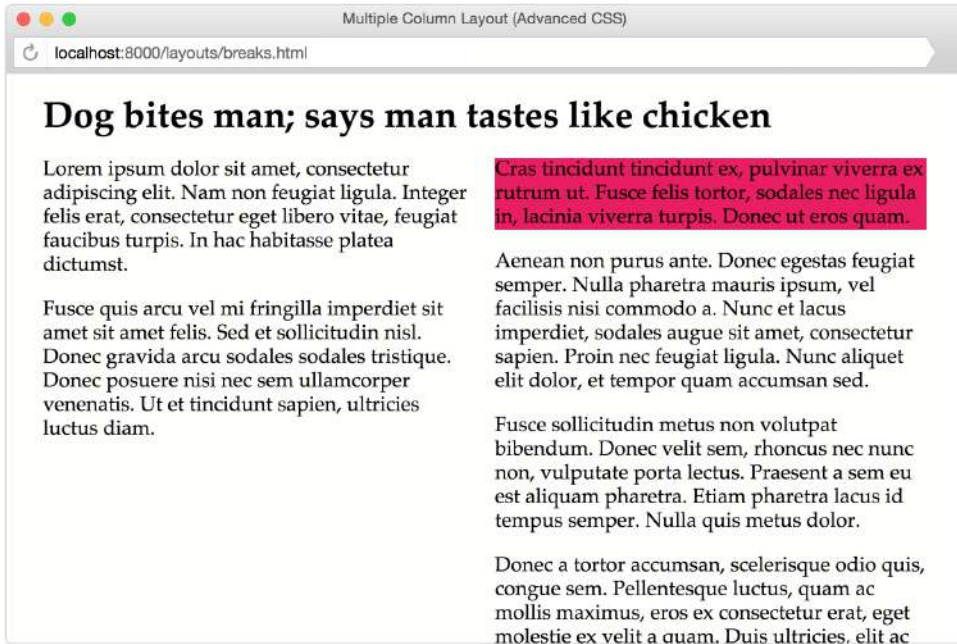 Multiple Column Layout (Advanced CSS)
localhost:8000/layouts/breaks.html
Dog bites man; says man tastes like chicken
Lorem ipsum dolor sit amet, consectetur
adipiscing elit. Nam non feugiat ligula. Integer
felis erat, consectetur eget libero vitae, feugiat
faucibus turpis. In hac habitasse platea
dictumst.
Fusce quis arcu vel mi fringilla imperdiet sit
amet sit amet felis. Sed et sollicitudin nisl.
Donec gravida arcu sodales sodales tristique.
Donec posuere nisi nec sem ullamcorper
venenatis. Ut et tincidunt sapien, ultricies
luctus diam.
Cras tincidunt tincidunt ex, pulvinar viverra ex
rutrum ut. Fusce felis tortor, sodales nec ligula
in, lacinia viverra turpis. Donec ut eros quam.
Aenean non purus ante. Donec egestas feugiat
semper. Nulla pharetra mauris ipsum, vel
facilisis nisi commodo a. Nunc et lacus
imperdiet, sodales augue sit amet, consectetur
sapien. Proin nec feugiat ligula. Nunc aliquet
elit dolor, et tempor quam accumsan sed.
Fusce sollicitudin metus non volutpat
bibendum. Donec velit sem, rhoncus nec nunc
non, vulputate porta lectus. Praesent a sem eu
est aliquam pharetra. Etiam pharetra lacus id
tempus semper. Nulla quis metus dolor.
Donec a tortor accumsan, scelerisque odio quis,
congue sem. Pellentesque luctus, quam ac
mollis maximus, eros ex consectetur erat, eget
molestie ex velit a quam. Duis ultricies, elit ac